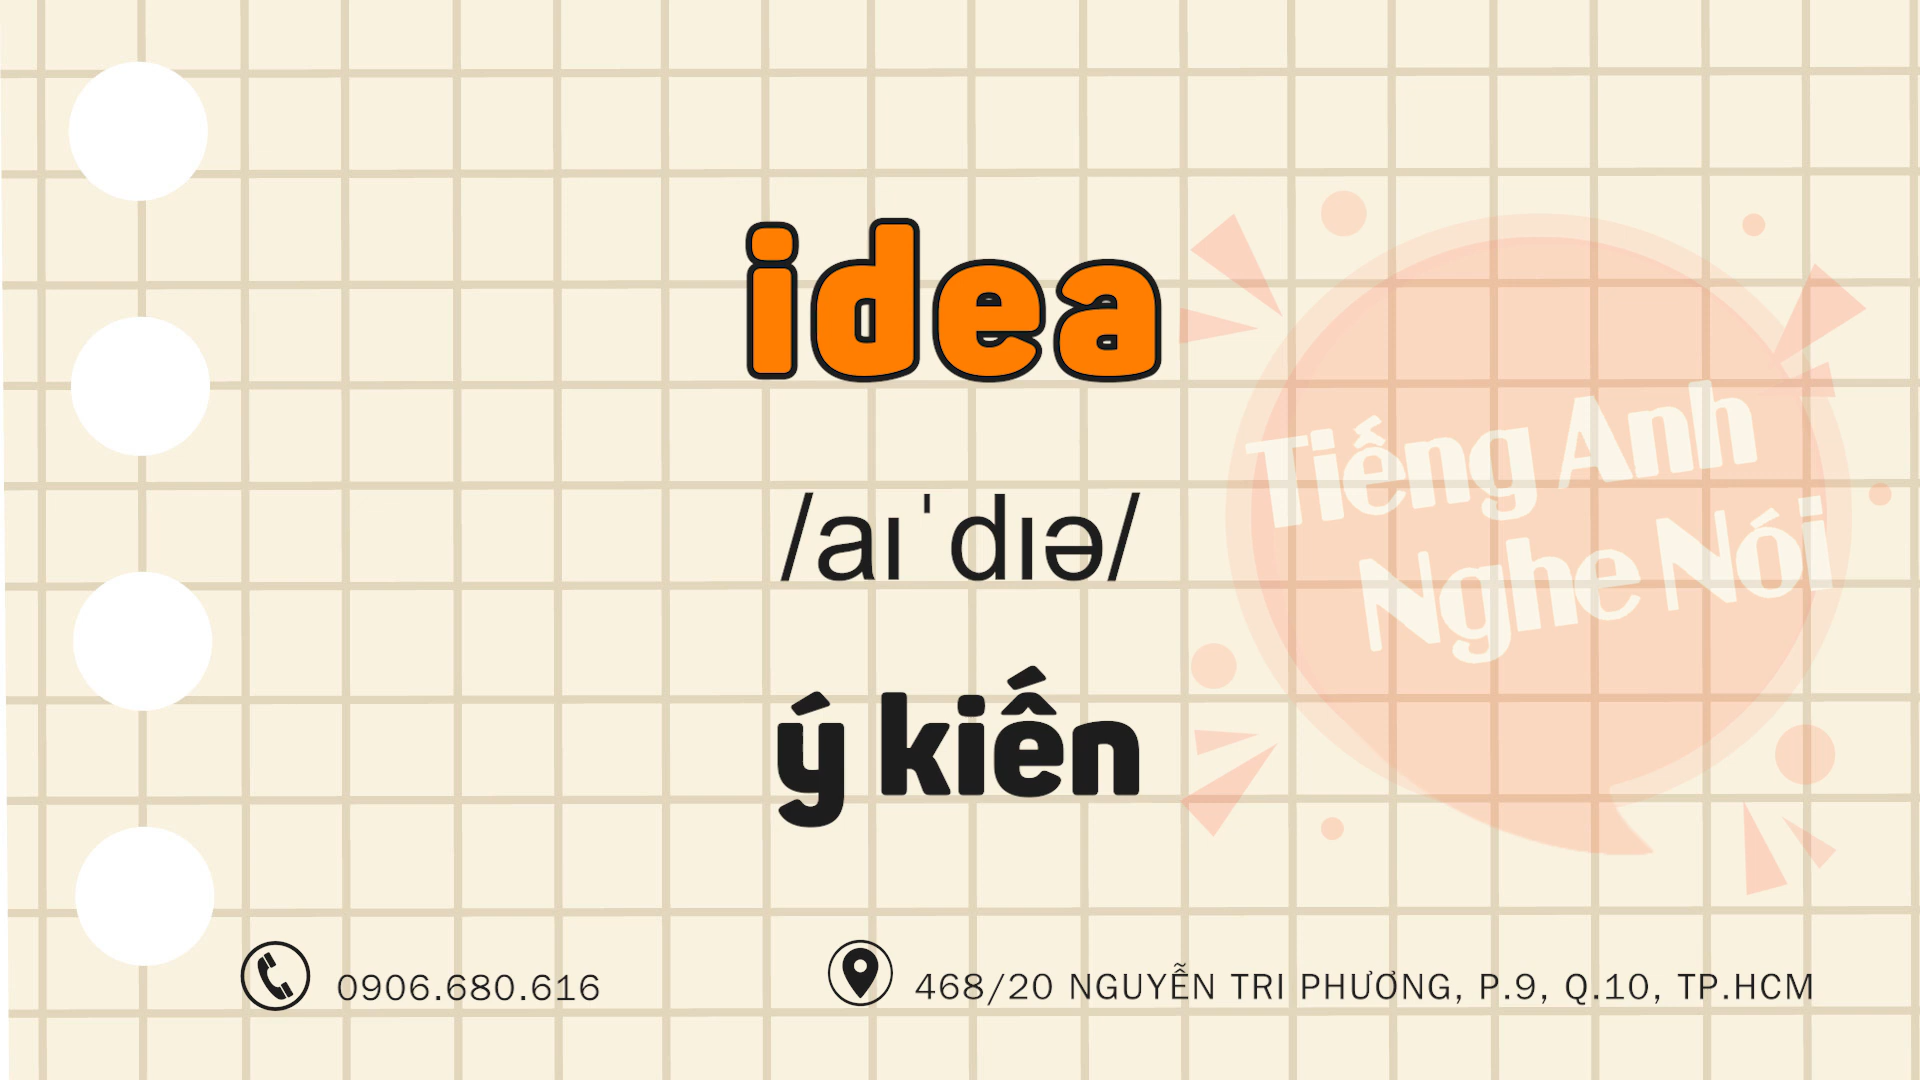 idea
/aɪˈdɪə/
ý kiến
Tiếng Anh
Nghe Nói
0906.680.616
468/20 NGUYỄN TRI PHƯƠNG, P.9, Q.10, TP.HCM